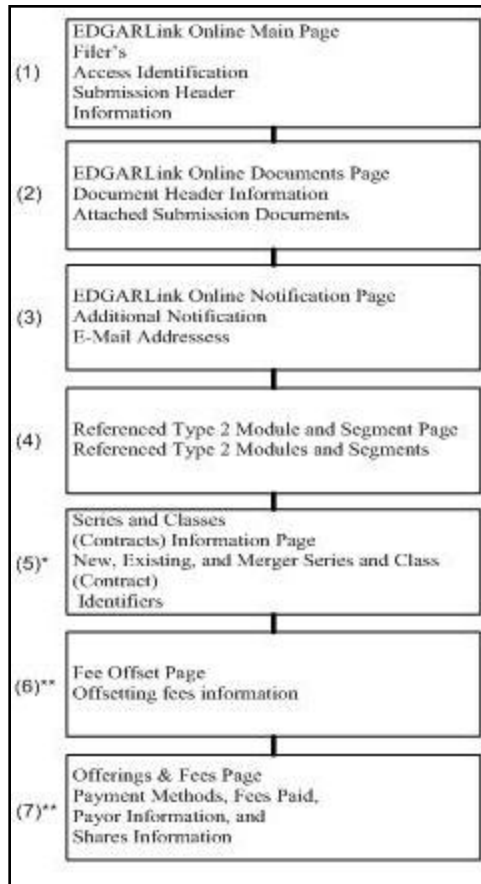 EDGARLink Online Main Page
Filer's
(1)
Access Identification
Submission Header
Information
EDGARLink Online Documents Page
(2)
Document Header Information
Attached Submission Documents
EDGARLink Online Notification Page
(3)
Additional Notification
E-Mail Addressess
(4)
Referenced Type 2 Module and Segment Page
Referenced Type 2 Modules and Segments
Series and Classes
(Contracts) Information Page
(5)*
New, Existing, and Merger Series and Class
(Contract)
Identifiers
(6)**
Fee Offset Page
Offsetting fees information
Offerings & Fees Page
Payment Methods, Fees Paid,
(7)**
Payor Information, and
Shares Information